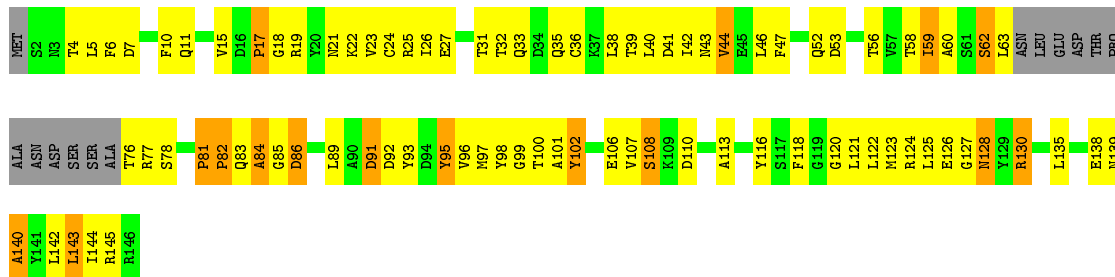 MET S2 N3 T4 L5 F6 D7 F10 Q11 V15 D16 P17 G18 R19 Y20 N21 K22 V23 C24 R25 I26 E27 T31 T32 Q33 D34 Q35 C36 K37 L38 T39 L40 D41 I42 N43 V44 E45 L46 F47 Q52 D53 T56 V57 T58 I59 A60 S61 S62 L63 ASN LEU GLU ASP THR PRO
ALA ASN ASP SER SER ALA T76 R77 S78 P81 P82 Q83 A84 G85 D86 L89 A90 D91 D92 Y93 D94 Y95 V96 M97 Y98 G99 T100 A101 Y102 E106 V107 S108 K109 D110 A113 Y116 S117 F118 G119 G120 L121 L122 M123 R124 L125 E126 G127 N128 Y129 R130 L135 E138 N139
A140 Y141 L142 L143 I144 R145 R146